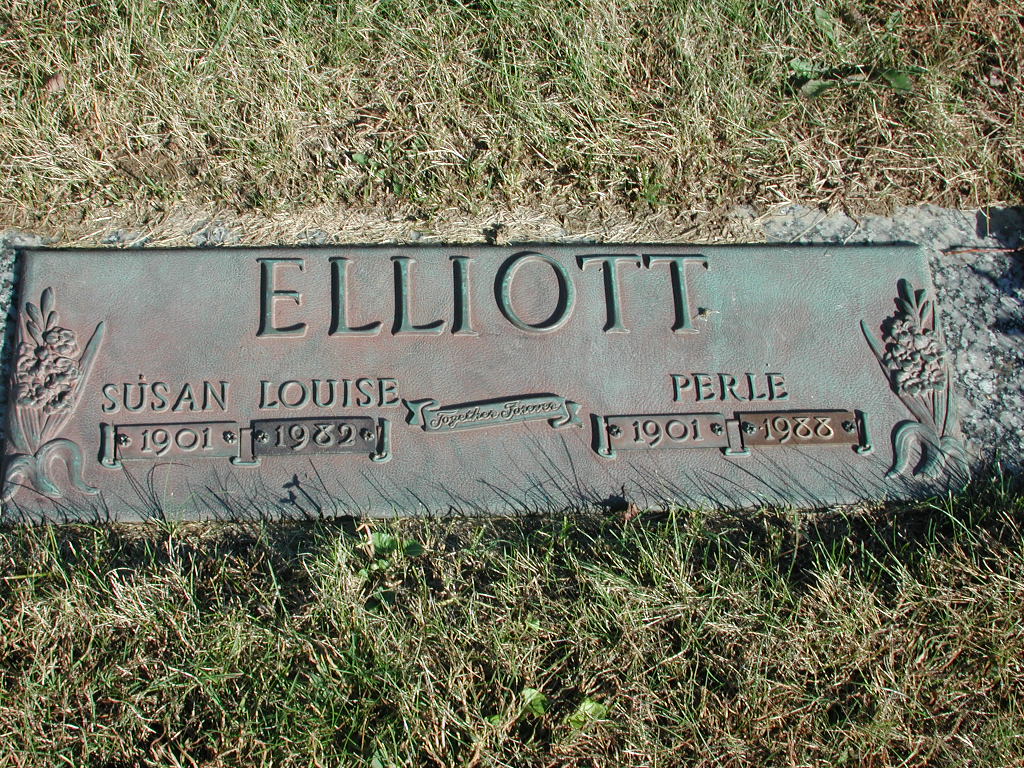 ELLIOTT
SUSAN LOUISE
1901 1982
Together Forever
PERLE
1901 1988